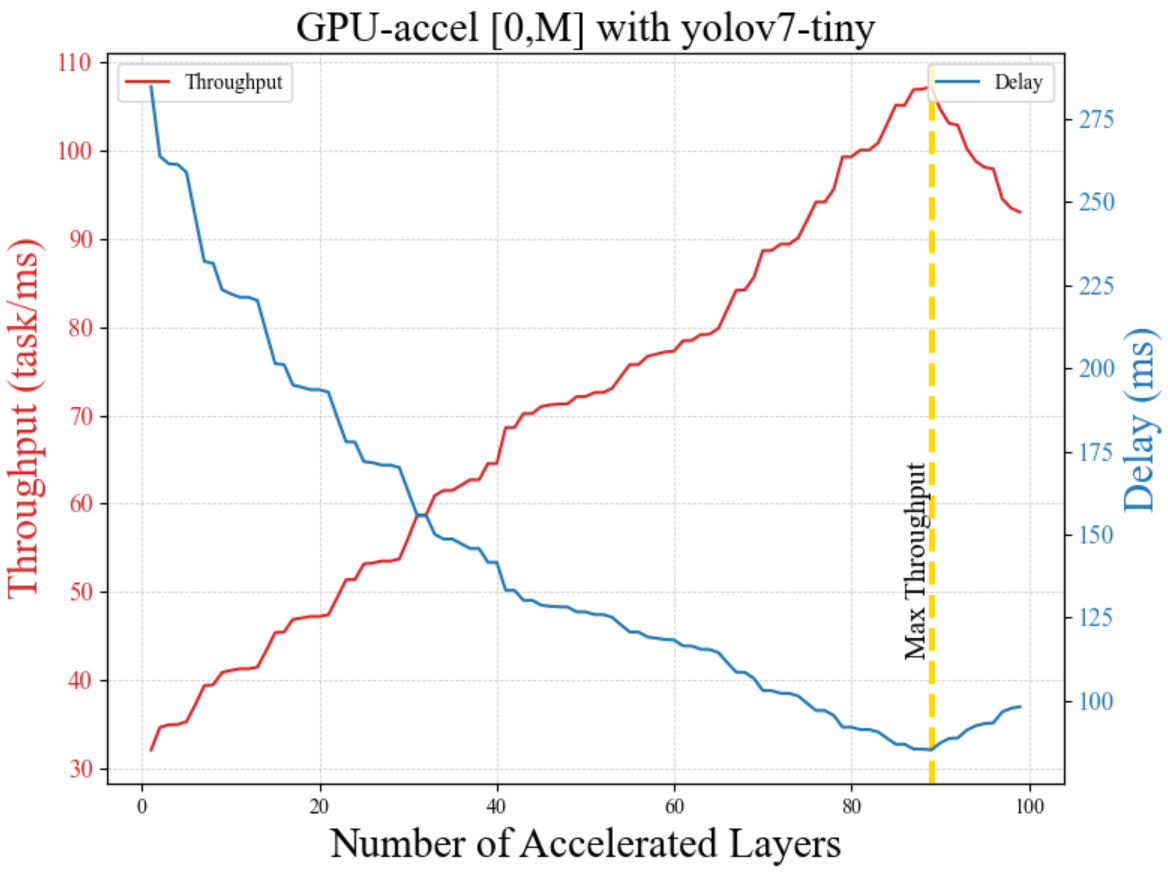 GPU-accel [0,M] with yolov7-tiny
Throughput
Delay
Throughput (task/ms)
110
100
90
80
70
60
50
40
30
Max Throughput
275
250
225
200
175
150
125
100
Delay (ms)
0 20 40 60 80 100
Number of Accelerated Layers